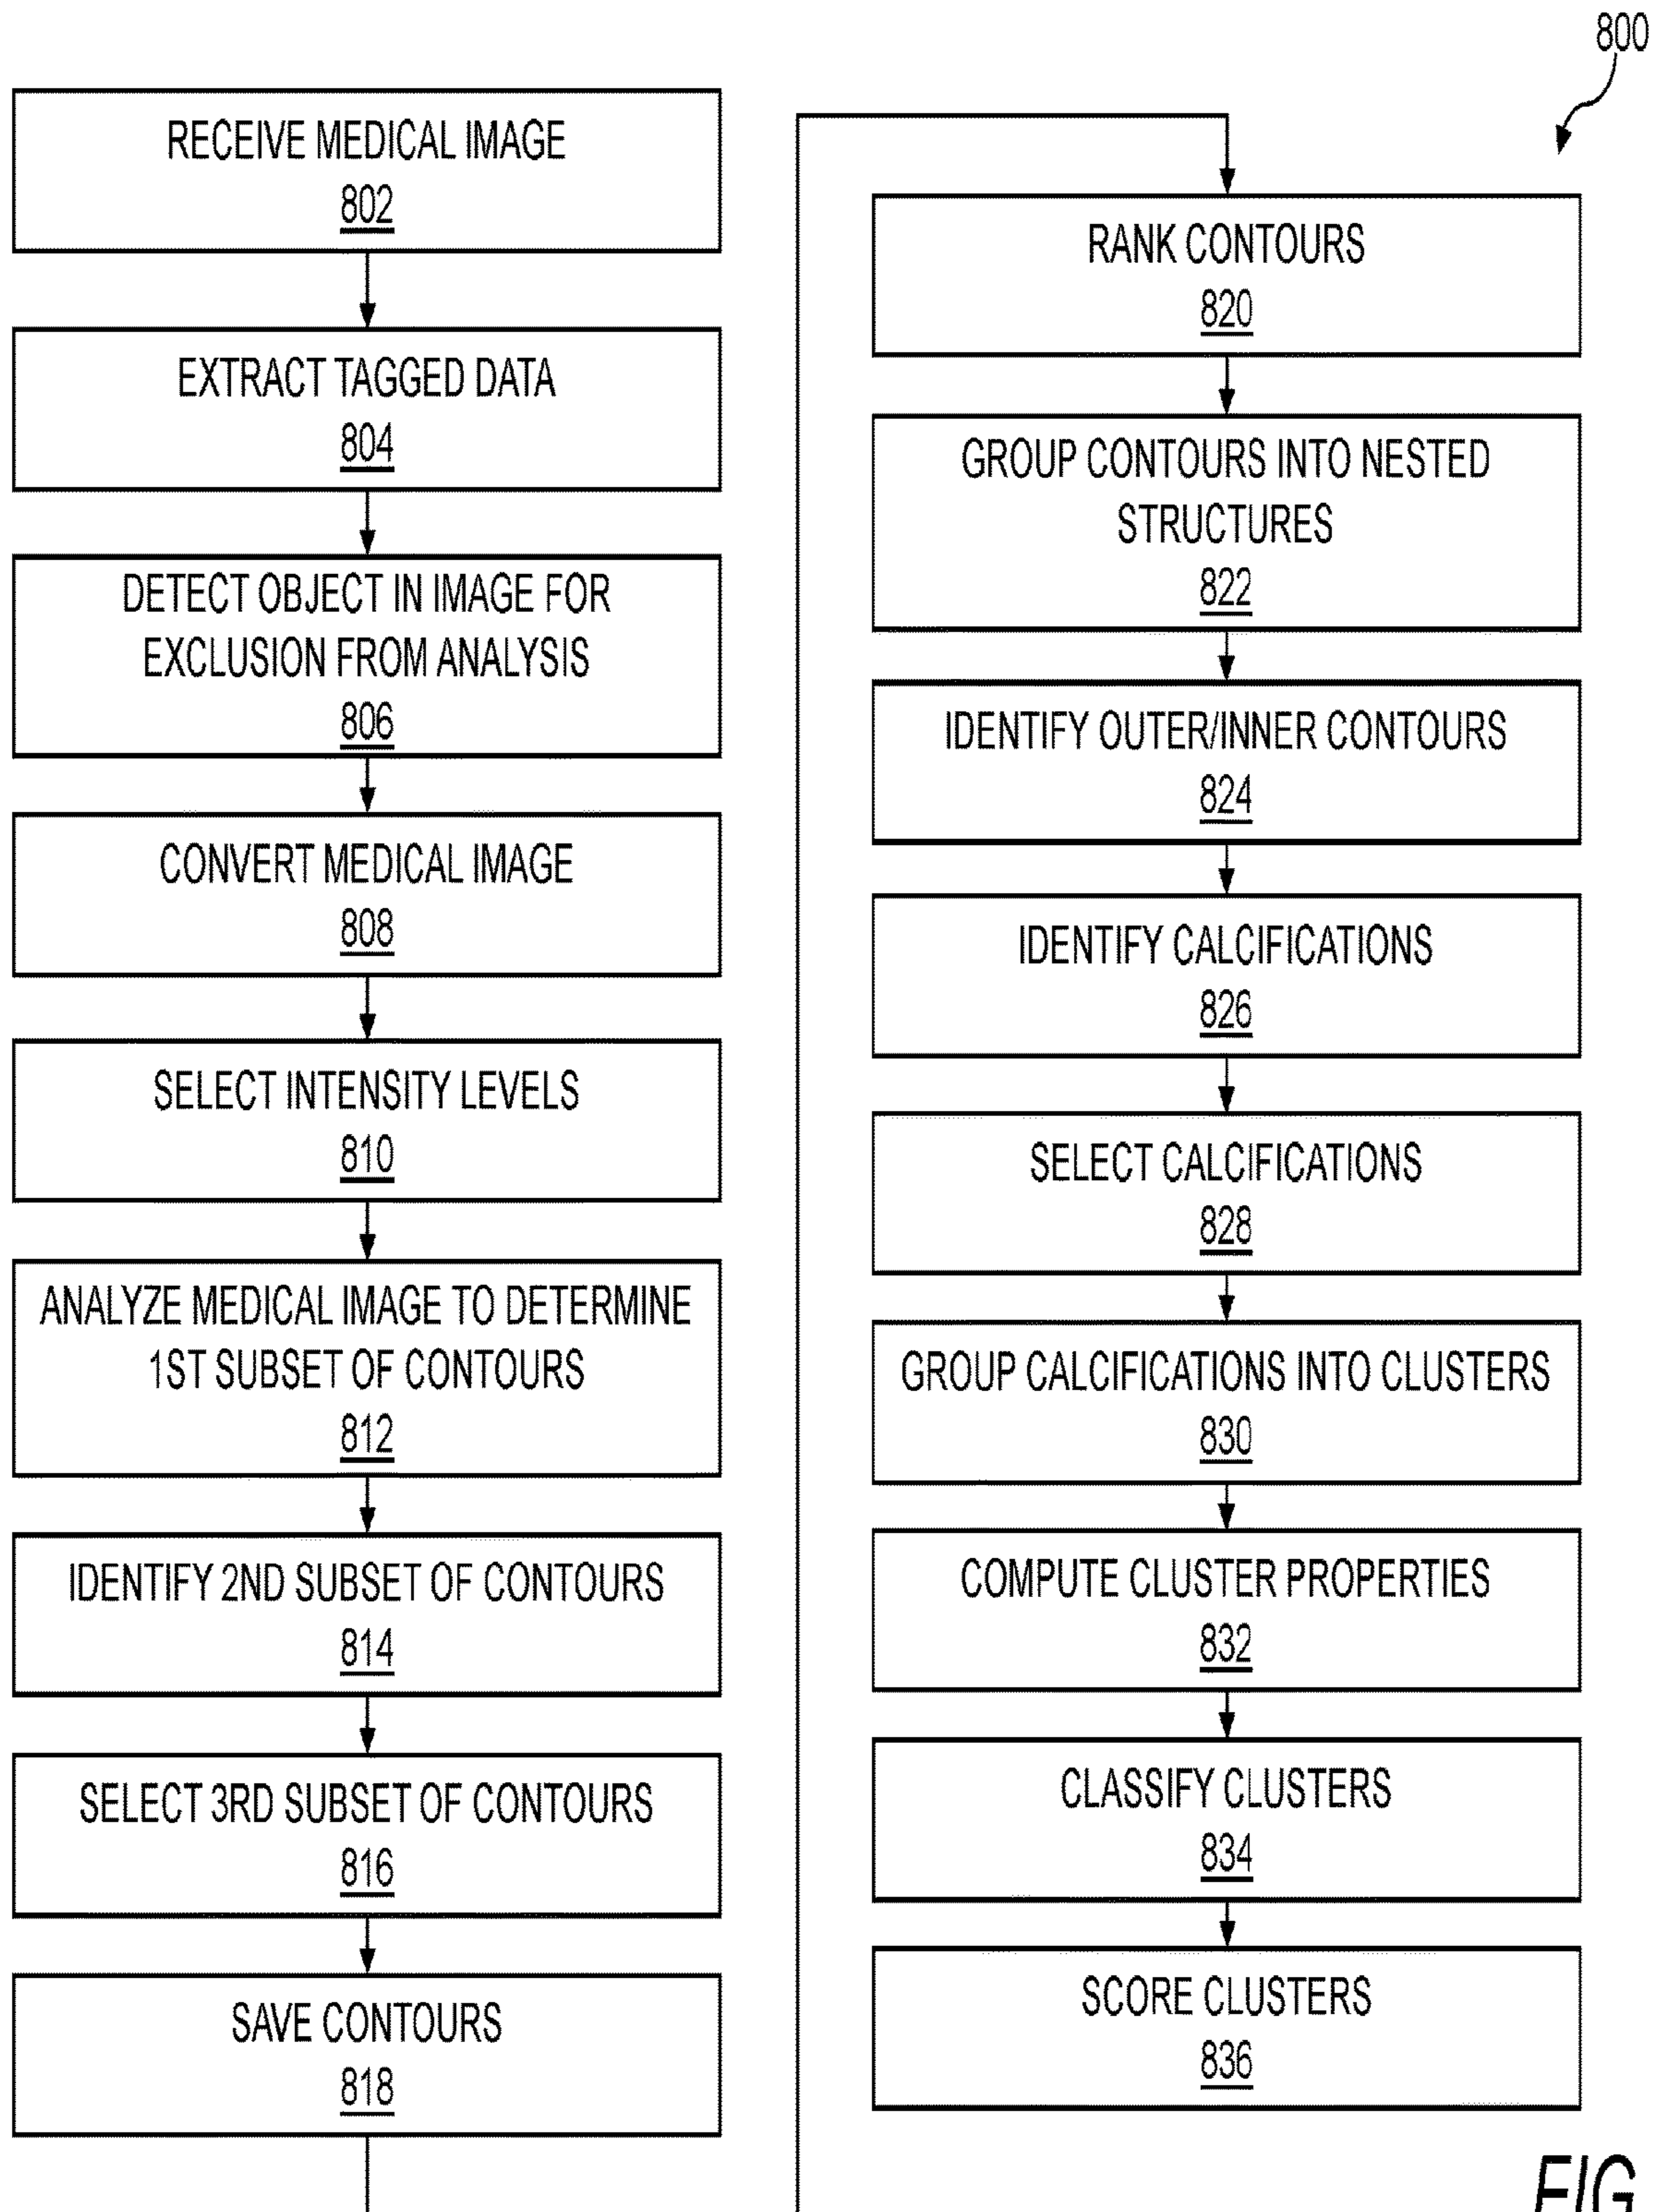 800
RECEIVE MEDICAL IMAGE
802
EXTRACT TAGGED DATA
804
DETECT OBJECT IN IMAGE FOR
EXCLUSION FROM ANALYSIS
806
CONVERT MEDICAL IMAGE
808
SELECT INTENSITY LEVELS
810
ANALYZE MEDICAL IMAGE TO DETERMINE
1ST SUBSET OF CONTOURS
812
IDENTIFY 2ND SUBSET OF CONTOURS
814
SELECT 3RD SUBSET OF CONTOURS
816
SAVE CONTOURS
818
RANK CONTOURS
820
GROUP CONTOURS INTO NESTED
STRUCTURES
822
IDENTIFY OUTER/INNER CONTOURS
824
IDENTIFY CALCIFICATIONS
826
SELECT CALCIFICATIONS
828
GROUP CALCIFICATIONS INTO CLUSTERS
830
COMPUTE CLUSTER PROPERTIES
832
CLASSIFY CLUSTERS
834
SCORE CLUSTERS
836
FIG